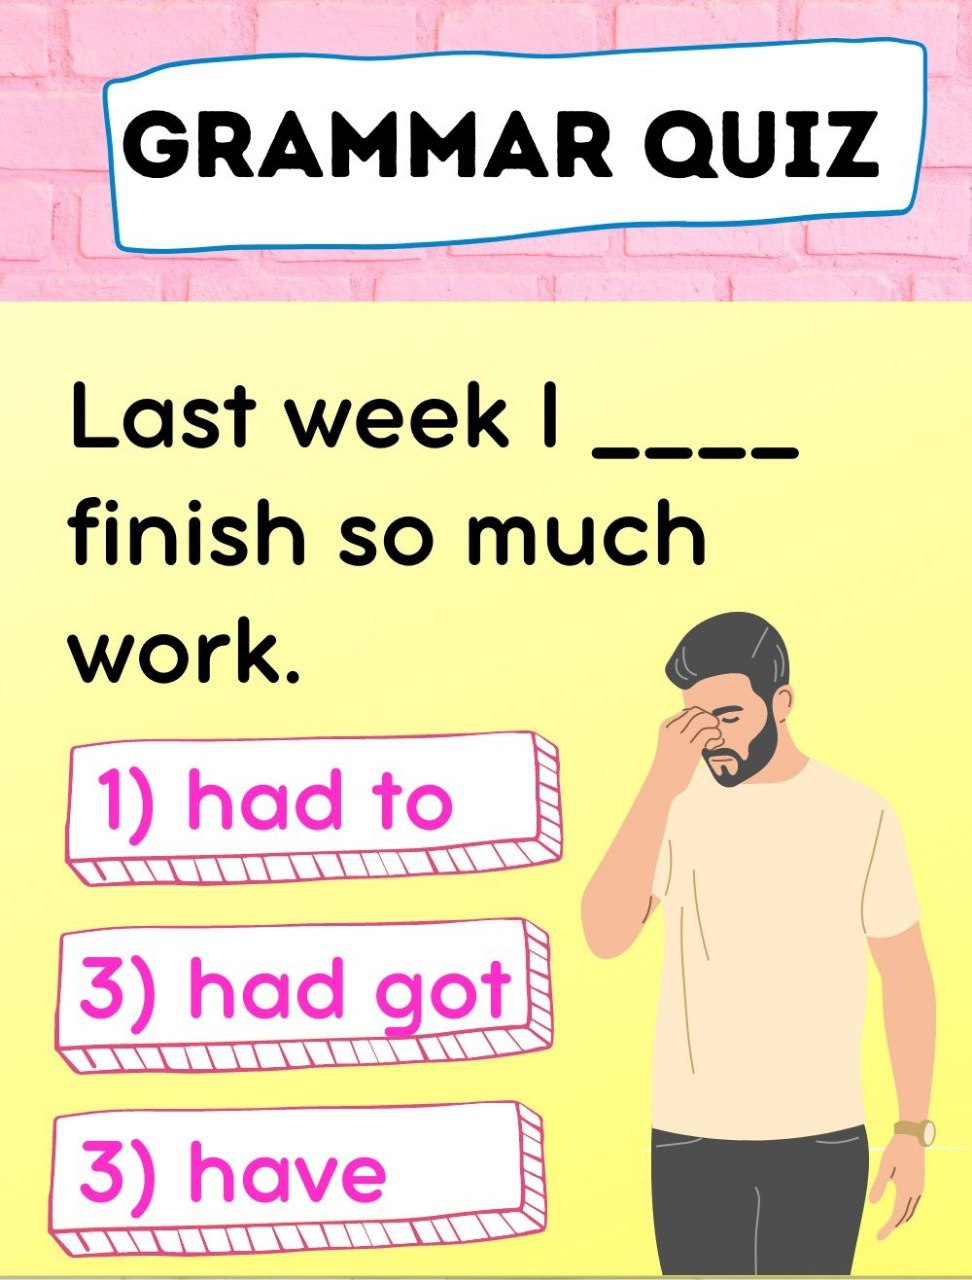 GRAMMAR QUIZ
Last week I ____
finish so much
work.
1) had to
3) had got
3) have